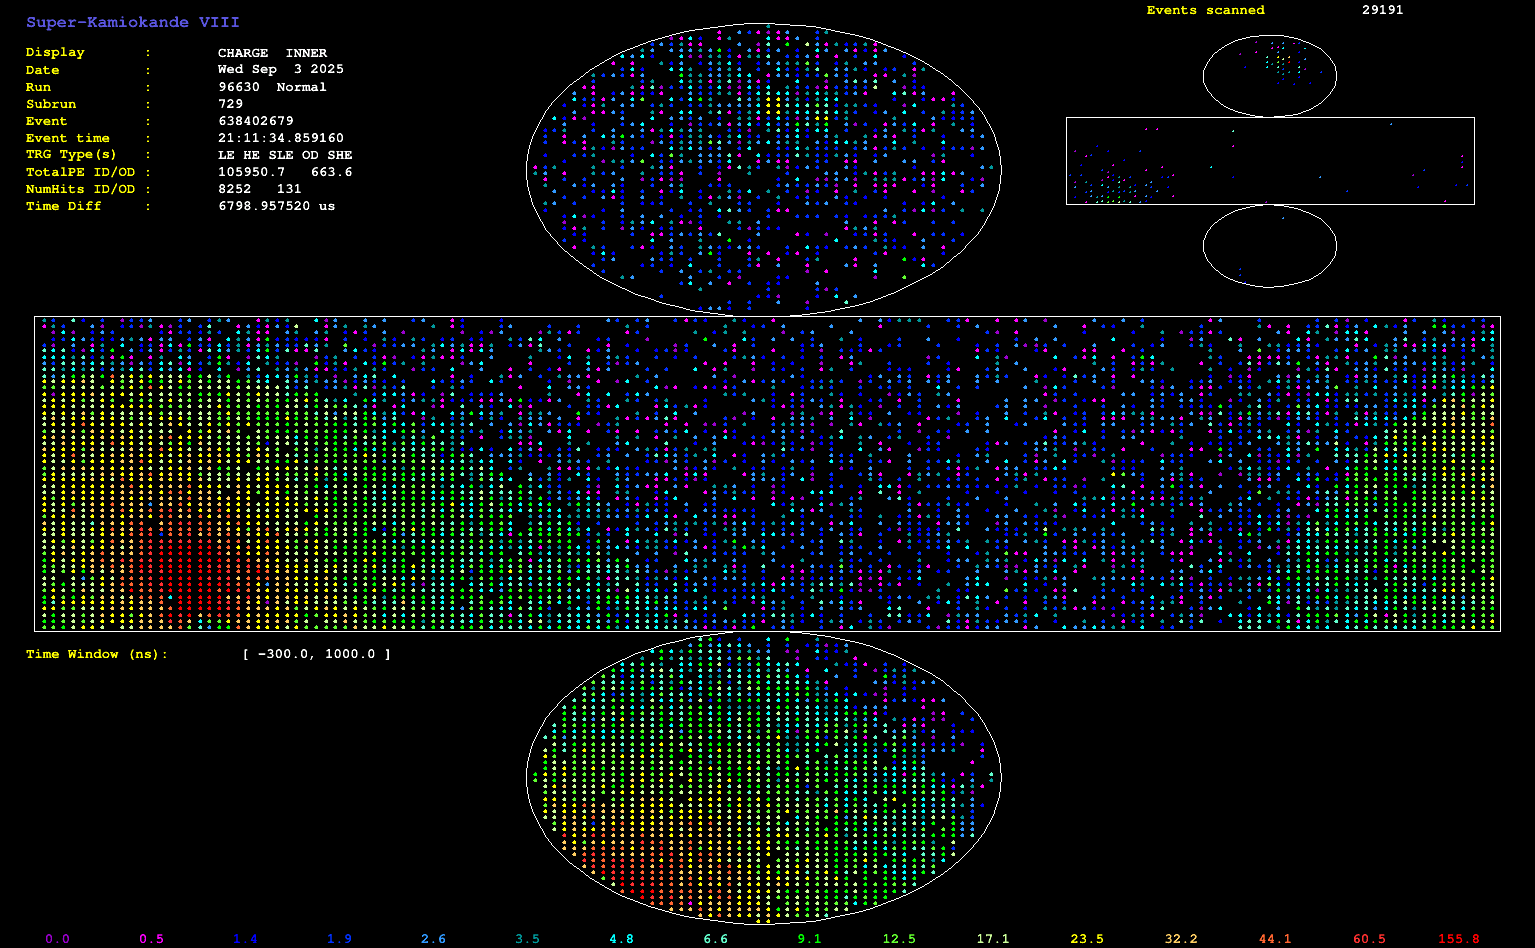 Super-Kamiokande VIII
Events scanned 29191
Display : CHARGE INNER
Date : Wed Sep 3 2025
Run : 96630 Normal
Subrun : 729
Event : 638402679
Event time : 21:11:34.859160
TRG Type(s) : LE HE SLE OD SHE
TotalPE ID/OD : 105950.7 663.6
NumHits ID/OD : 8252 131
Time Diff : 6798.957520 us
Time Window (ns): [ -300.0, 1000.0 ]
0.0 0.5 1.4 1.9 2.6 3.5 4.8 6.6 9.1 12.5 17.1 23.5 32.2 44.1 60.5 155.8